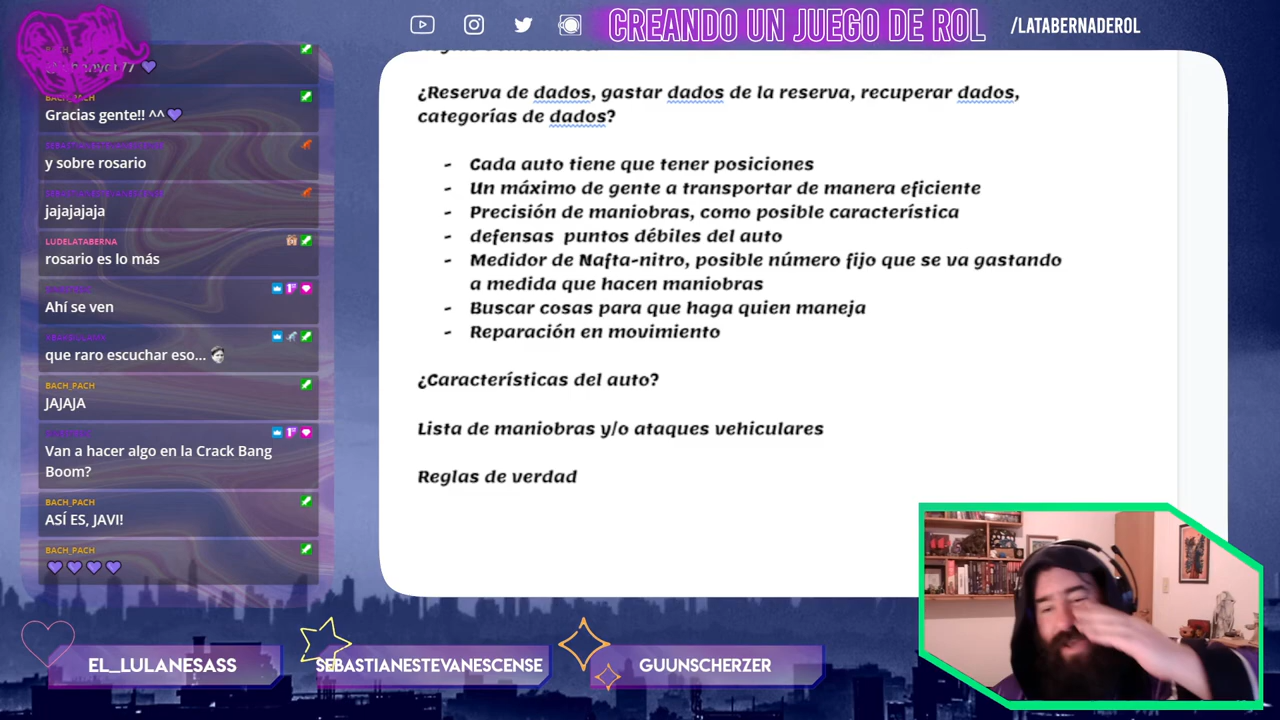 CREANDO UN JUEGO DE ROL
/LATABERNADEROL
BACH_PACH
Gracias gente!! ^^ 💜
SEBASTIANESTEVANESCENSE
y sobre rosario
SEBASTIANESTEVANESCENSE
jajajajaja
LUDELATABERNA
rosario es lo más
Ahí se ven
que raro escuchar eso...
BACH_PACH
JAJAJA
Van a hacer algo en la Crack Bang
Boom?
BACH_PACH
ASÍ ES, JAVI!
BACH_PACH
💜💜💜💜
¿Reserva de dados, gastar dados de la reserva, recuperar dados,
categorías de dados?
- Cada auto tiene que tener posiciones
- Un máximo de gente a transportar de manera eficiente
- Precisión de maniobras, como posible característica
- defensas  puntos débiles del auto
- Medidor de Nafta-nitro, posible número fijo que se va gastando
a medida que hacen maniobras
- Buscar cosas para que haga quien maneja
- Reparación en movimiento
¿Características del auto?
Lista de maniobras y/o ataques vehiculares
Reglas de verdad
EL_LULANESASS
SEBASTIANESTEVANESCENSE
GUUNSCHERZER